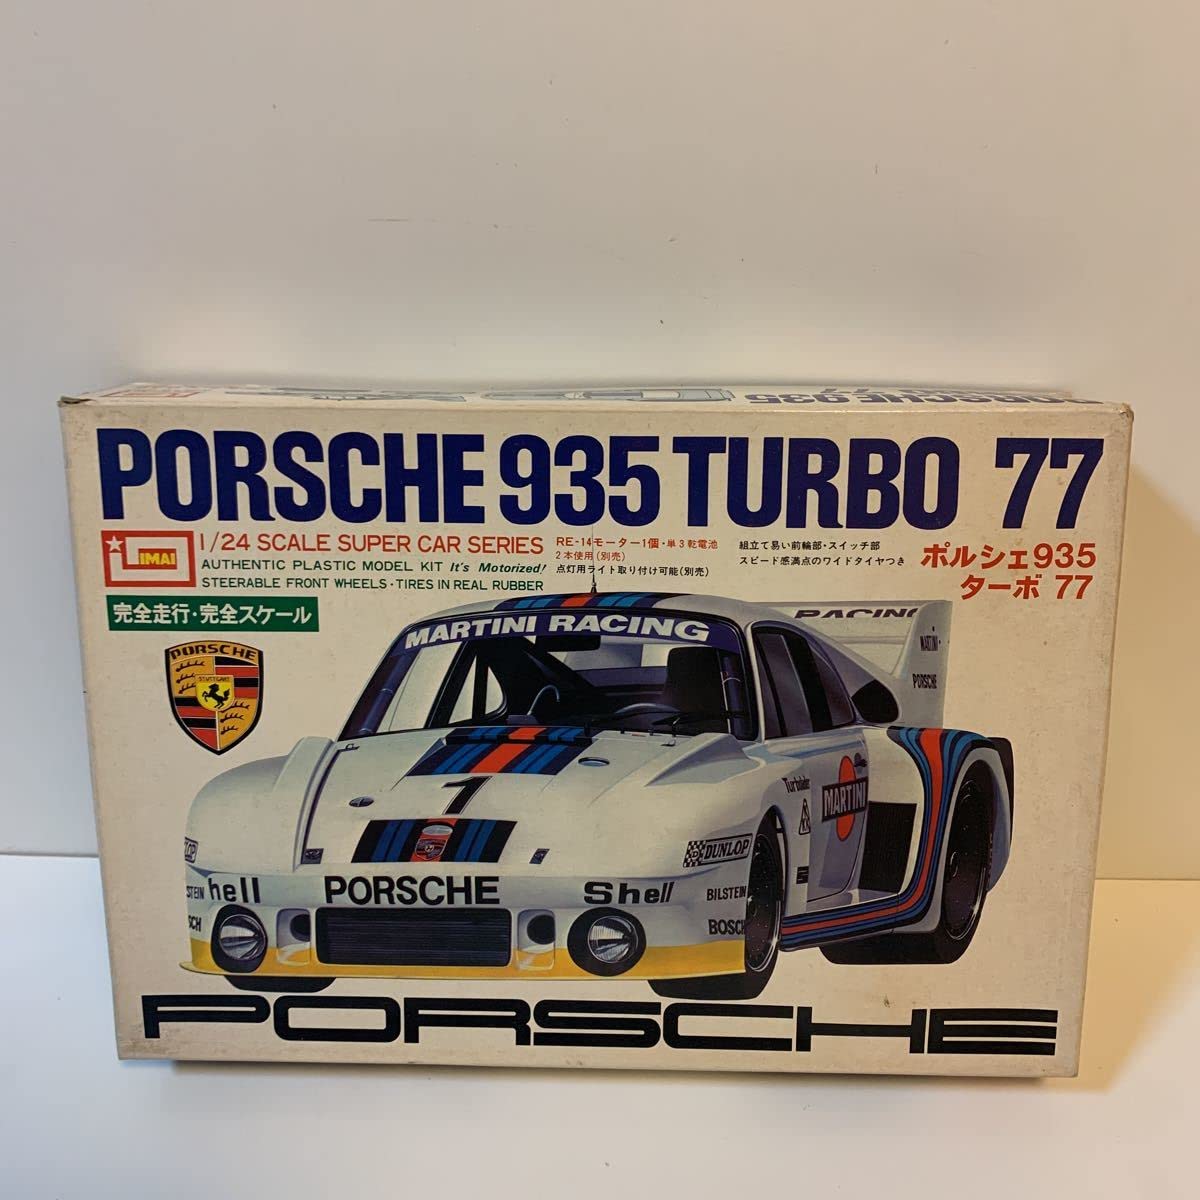 PORSCHE 935 77
PORSCHE 935 TURBO 77
IMAI
1/24 SCALE SUPER CAR SERIES
AUTHENTIC PLASTIC MODEL KIT It's Motorized!
STEERABLE FRONT WHEELS・TIRES IN REAL RUBBER
RE-14モーター1個・単3乾電池
2本使用(別売)
点灯用ライト取り付け可能(別売)
組立て易い前輪部・スイッチ部
スピード感満点のワイドタイヤつき
ポルシェ935
ターボ 77
完全走行・完全スケール
PORSCHE
STUTTGART
MARTINI RACING
RACING
MARTINI
PORSCHE
1
Turbolader
MARTINI
DUNLOP
BILSTEIN
BOSCH
hell
PORSCHE
Shell
BILSTEIN
PORSCHE